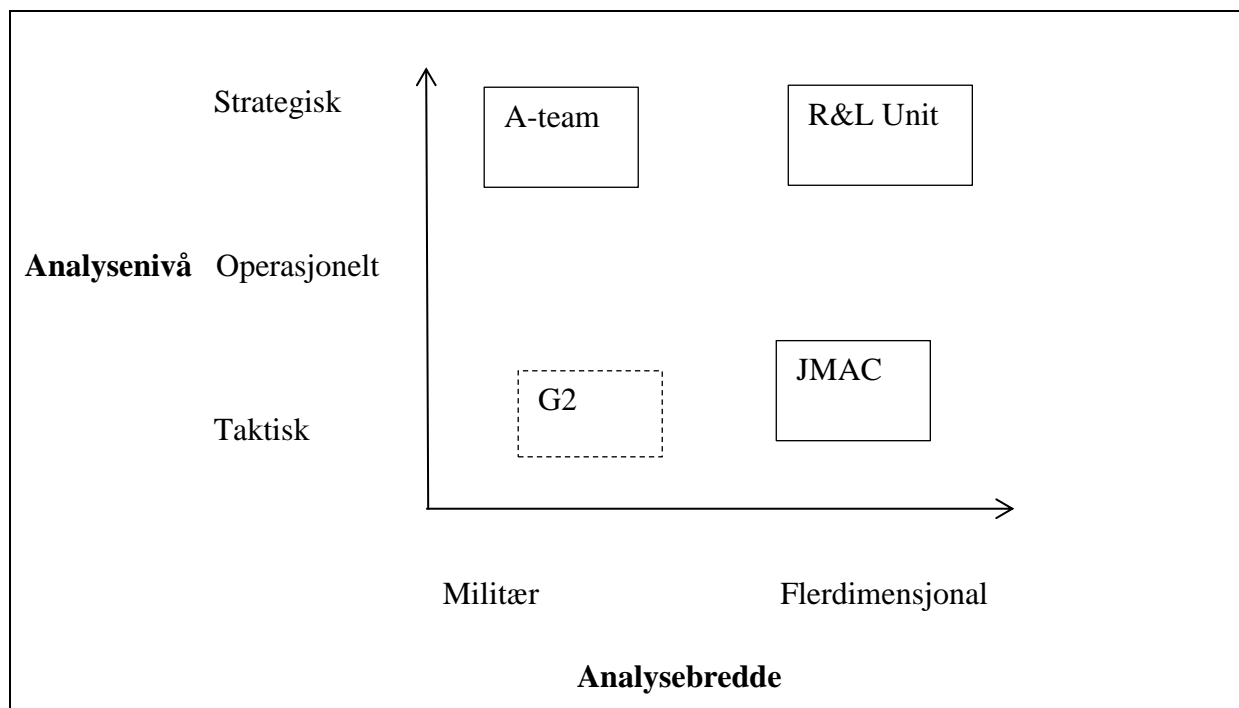 Strategisk
A-team
R&L Unit
Analysenivå Operasjonelt
JMAC
G2
Taktisk
Militær
Flerdimensjonal
Analysebredde